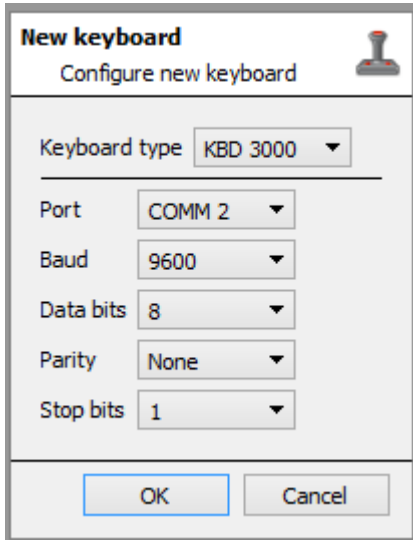 New keyboard
Configure new keyboard
Keyboard type KBD 3000
Port COMM 2
Baud 9600
Data bits 8
Parity None
Stop bits 1
OK Cancel